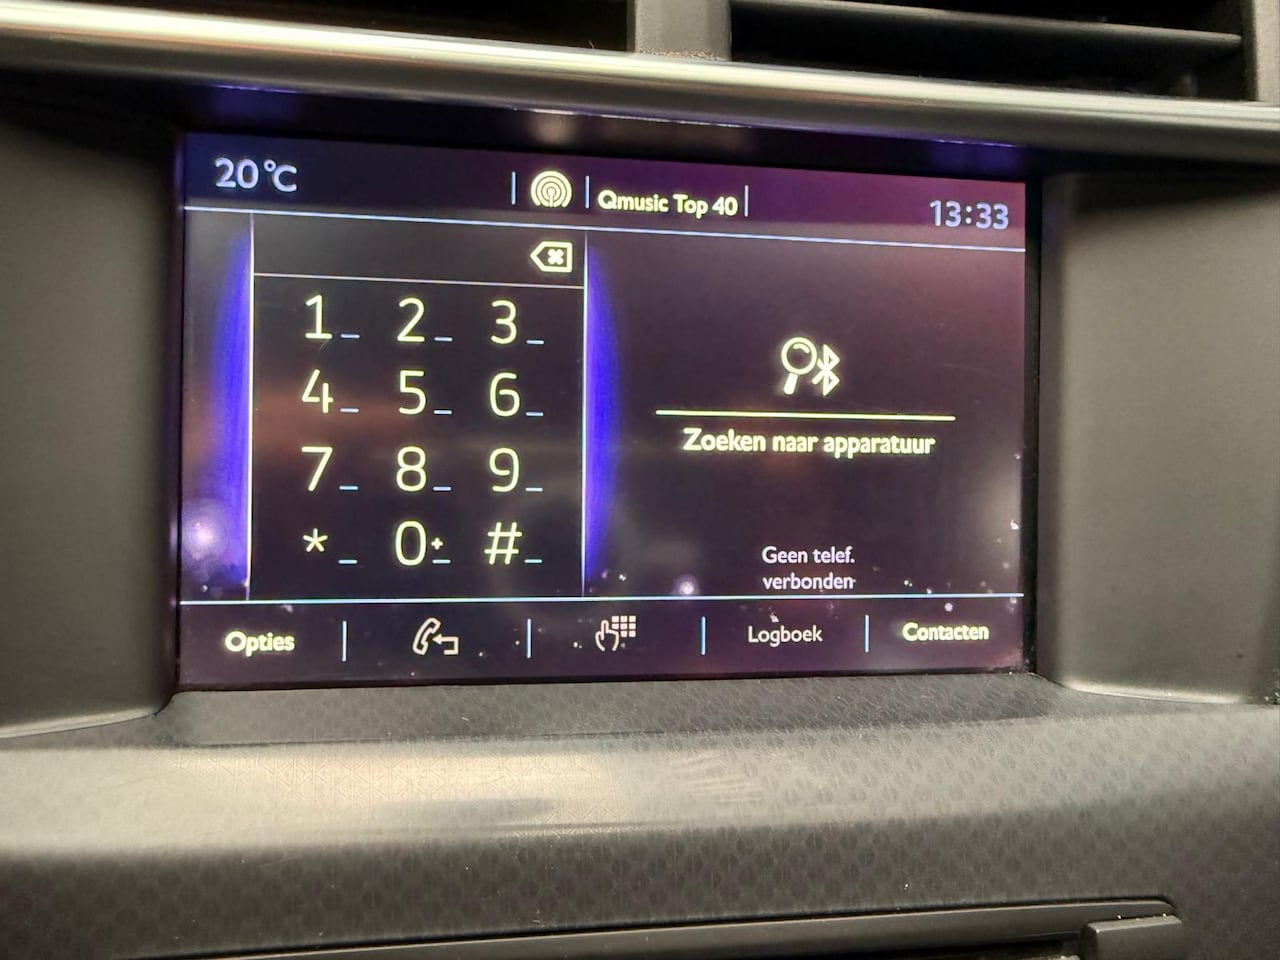 20°C
Qmusic Top 40
13:33
1 2 3
4 5 6
7 8 9
* 0+ #
Zoeken naar apparatuur
Geen telef.
verbonden
Opties
Logboek
Contacten